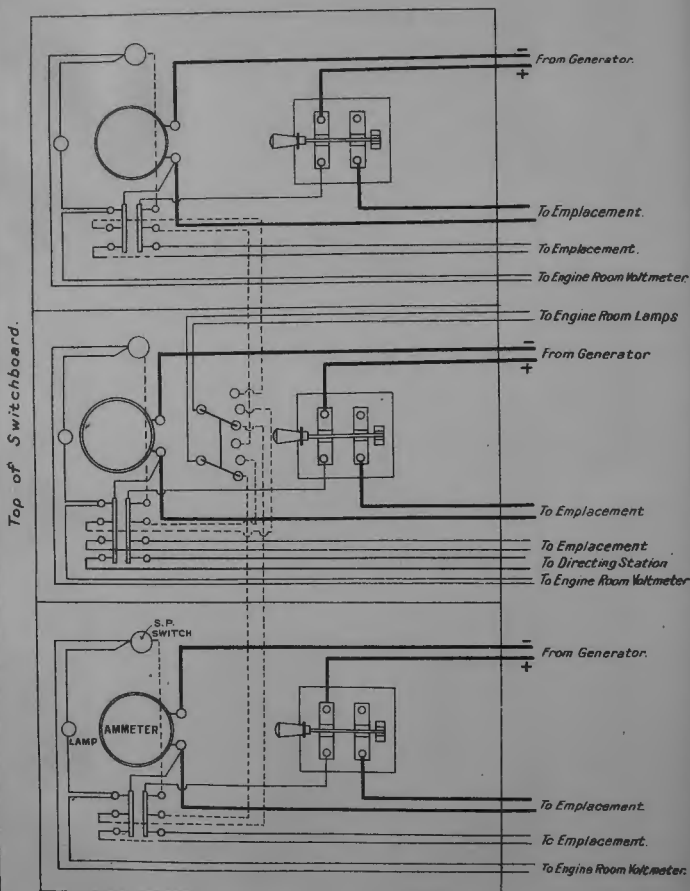 Top of Switchboard.
-
From Generator.
+
To Emplacement.
To Emplacement.
To Engine Room Voltmeter
To Engine Room Lamps
-
From Generator
+
To Emplacement
To Emplacement
To Directing Station
To Engine Room Voltmeter
S.P.
SWITCH
-
From Generator.
+
AMMETER
LAMP
To Emplacement.
To Emplacement.
To Engine Room Voltmeter.